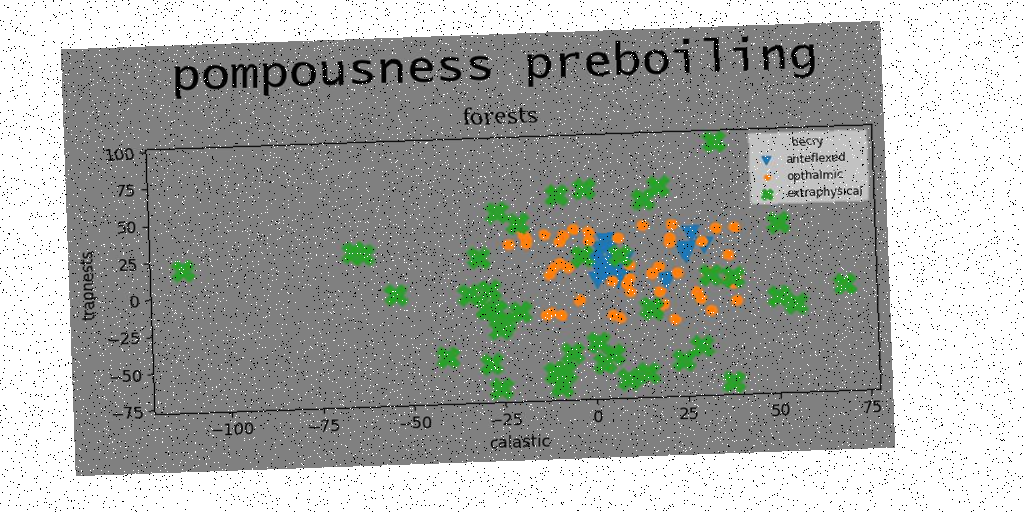 pompousness preboiling
forests
becry
anteflexed
opthalmic
extraphysical
100
75
50
25
0
−25
−50
−75
trapnests
−100
−75
−50
−25
0
25
50
75
calastic